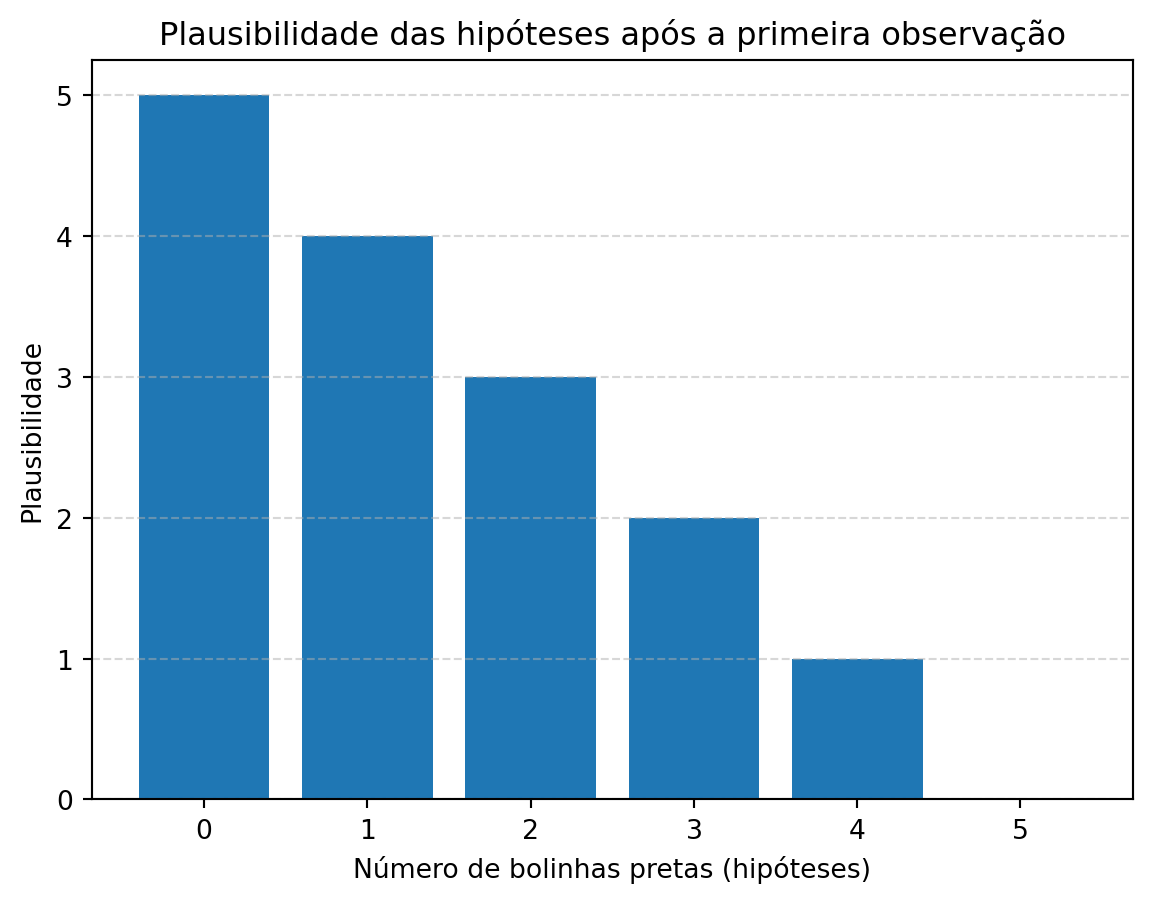 Plausibilidade das hipóteses após a primeira observação
Plausibilidade
5
4
3
2
1
0
0 1 2 3 4 5
Número de bolinhas pretas (hipóteses)